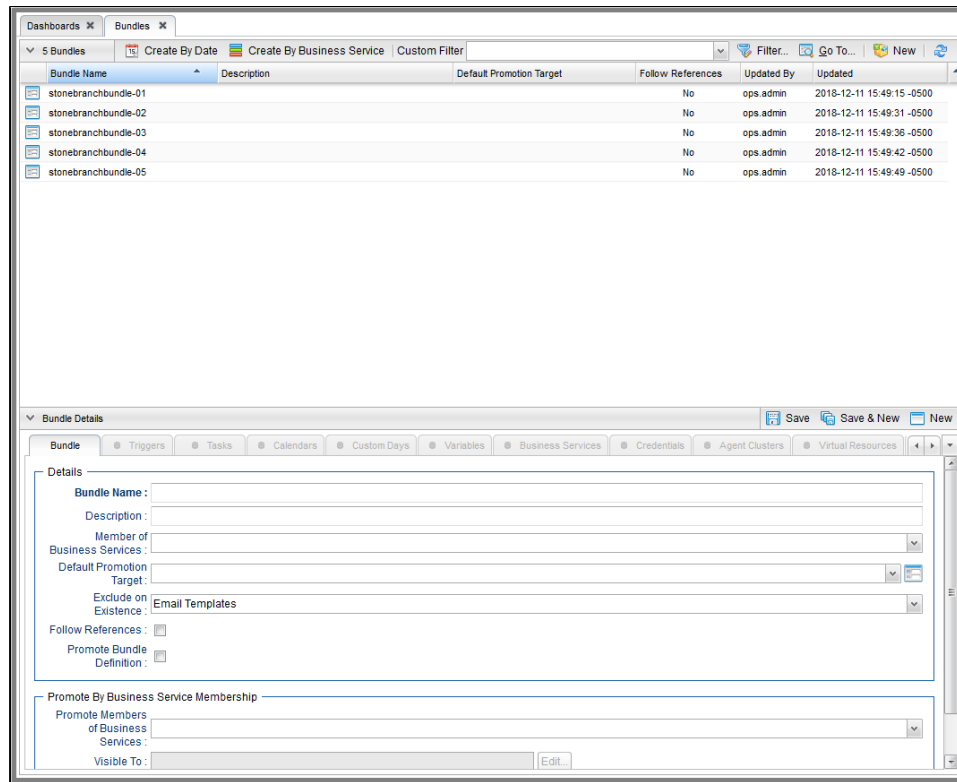 Dashboards
Bundles
5 Bundles
15 Create By Date
Create By Business Service
Custom Filter
Filter...
Go To...
New
Bundle Name
Description
Default Promotion Target
Follow References
Updated By
Updated
stonebranchbundle-01 No ops.admin 2018-12-11 15:49:15 -0500
stonebranchbundle-02 No ops.admin 2018-12-11 15:49:31 -0500
stonebranchbundle-03 No ops.admin 2018-12-11 15:49:36 -0500
stonebranchbundle-04 No ops.admin 2018-12-11 15:49:42 -0500
stonebranchbundle-05 No ops.admin 2018-12-11 15:49:49 -0500
Bundle Details
Save
Save & New
New
Bundle
Triggers
Tasks
Calendars
Custom Days
Variables
Business Services
Credentials
Agent Clusters
Virtual Resources
Details
Bundle Name :
Description :
Member of
Business Services :
Default Promotion
Target :
Exclude on
Existence :
Email Templates
Follow References :
Promote Bundle
Definition :
Promote By Business Service Membership
Promote Members
of Business
Services :
Visible To :
Edit...